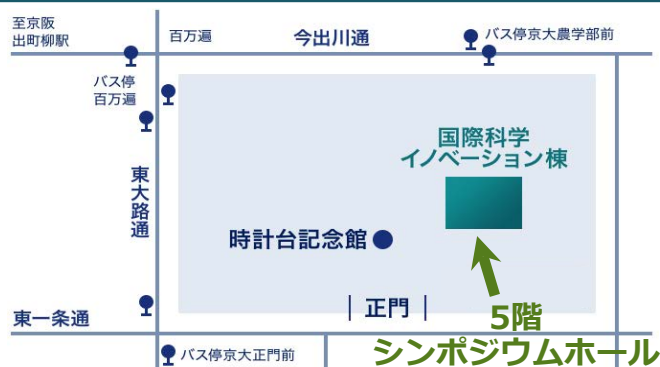 至京阪
出町柳駅
百万遍
今出川通
バス停京大農学部前
バス停
百万遍
東大路通
国際科学
イノベーション棟
時計台記念館
正門
東一条通
5階
シンポジウムホール
バス停京大正門前